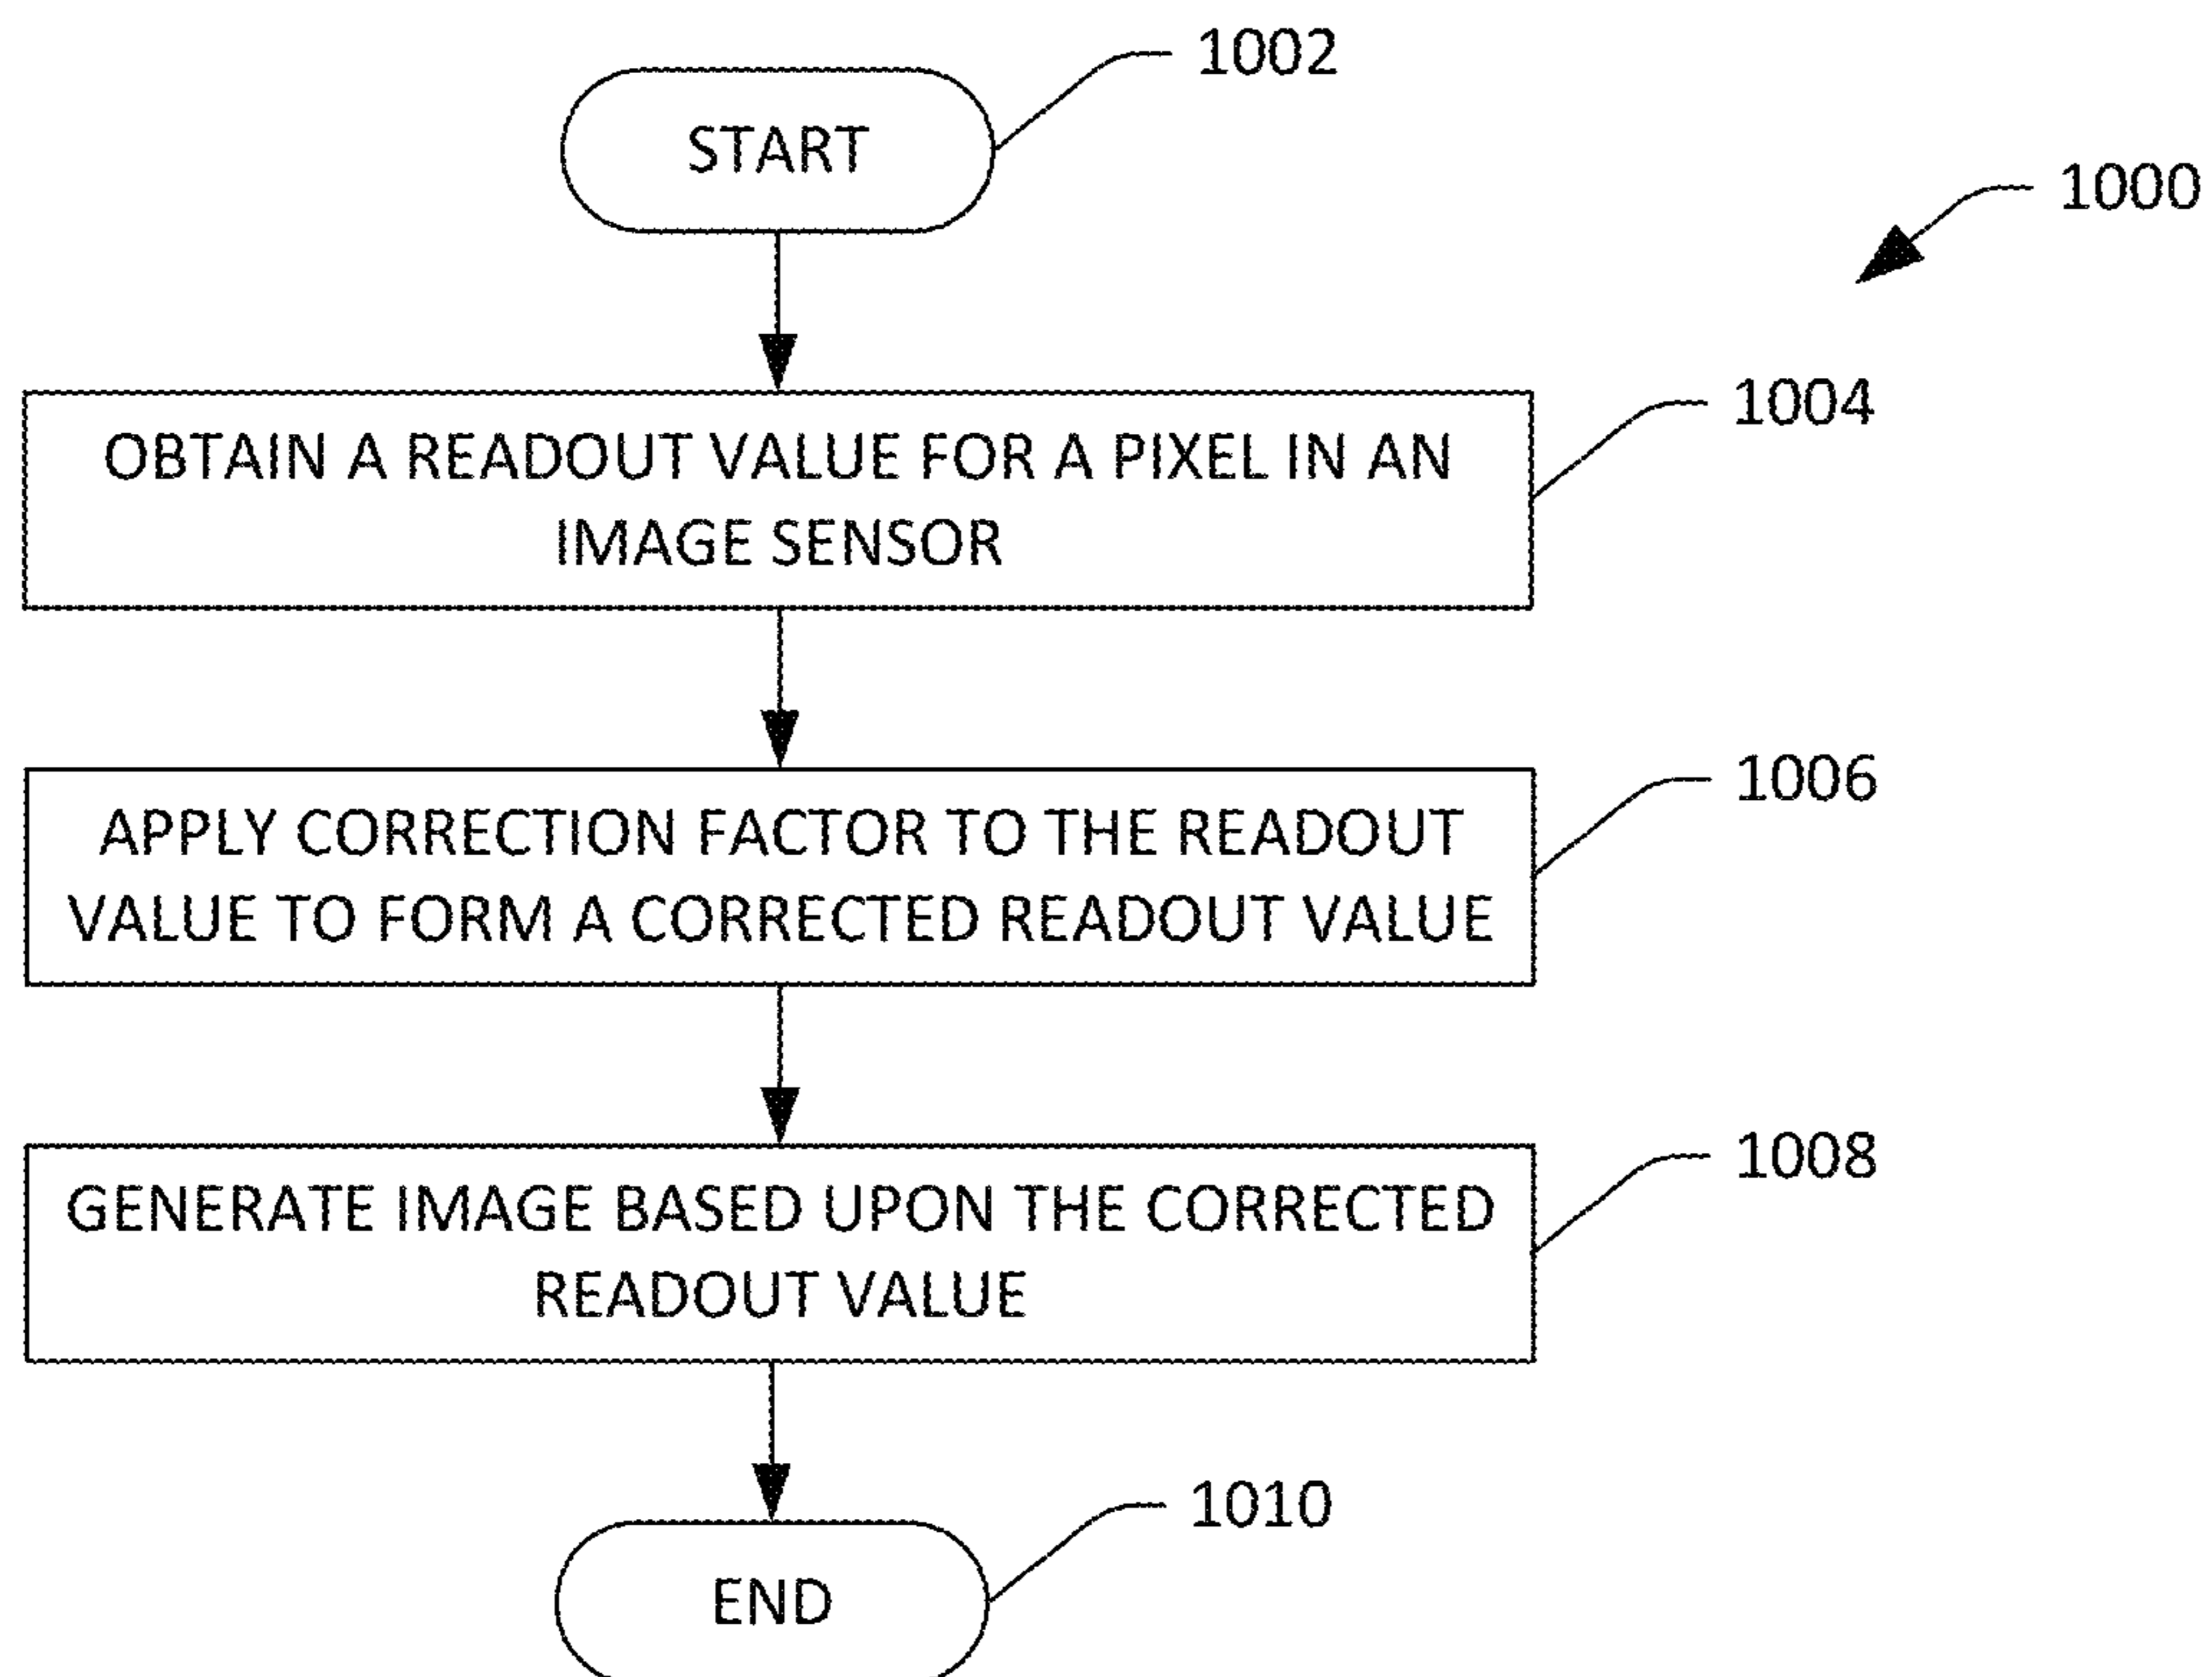 1002
START
1000
1004
OBTAIN A READOUT VALUE FOR A PIXEL IN AN
IMAGE SENSOR
1006
APPLY CORRECTION FACTOR TO THE READOUT
VALUE TO FORM A CORRECTED READOUT VALUE
1008
GENERATE IMAGE BASED UPON THE CORRECTED
READOUT VALUE
1010
END